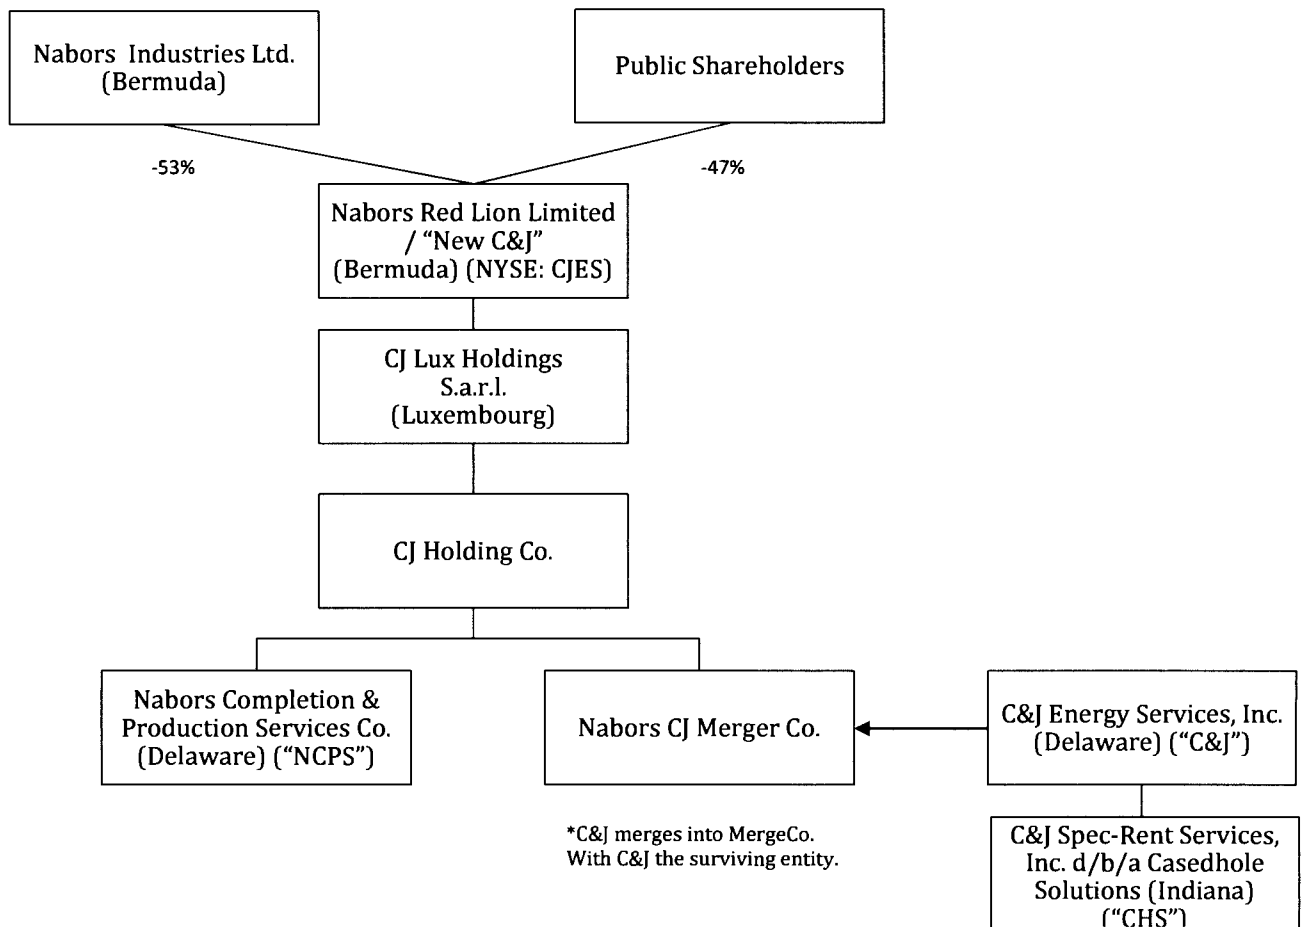 Nabors Industries Ltd.
(Bermuda)
Public Shareholders
-53%
-47%
Nabors Red Lion Limited
/ “New C&J”
(Bermuda) (NYSE: CJES)
CJ Lux Holdings
S.a.r.l.
(Luxembourg)
CJ Holding Co.
Nabors Completion &
Production Services Co.
(Delaware) (“NCPS”)
Nabors CJ Merger Co.
C&J Energy Services, Inc.
(Delaware) (“C&J”)
*C&J merges into MergeCo.
With C&J the surviving entity.
C&J Spec-Rent Services,
Inc. d/b/a Casedhole
Solutions (Indiana)
(“CHS”)